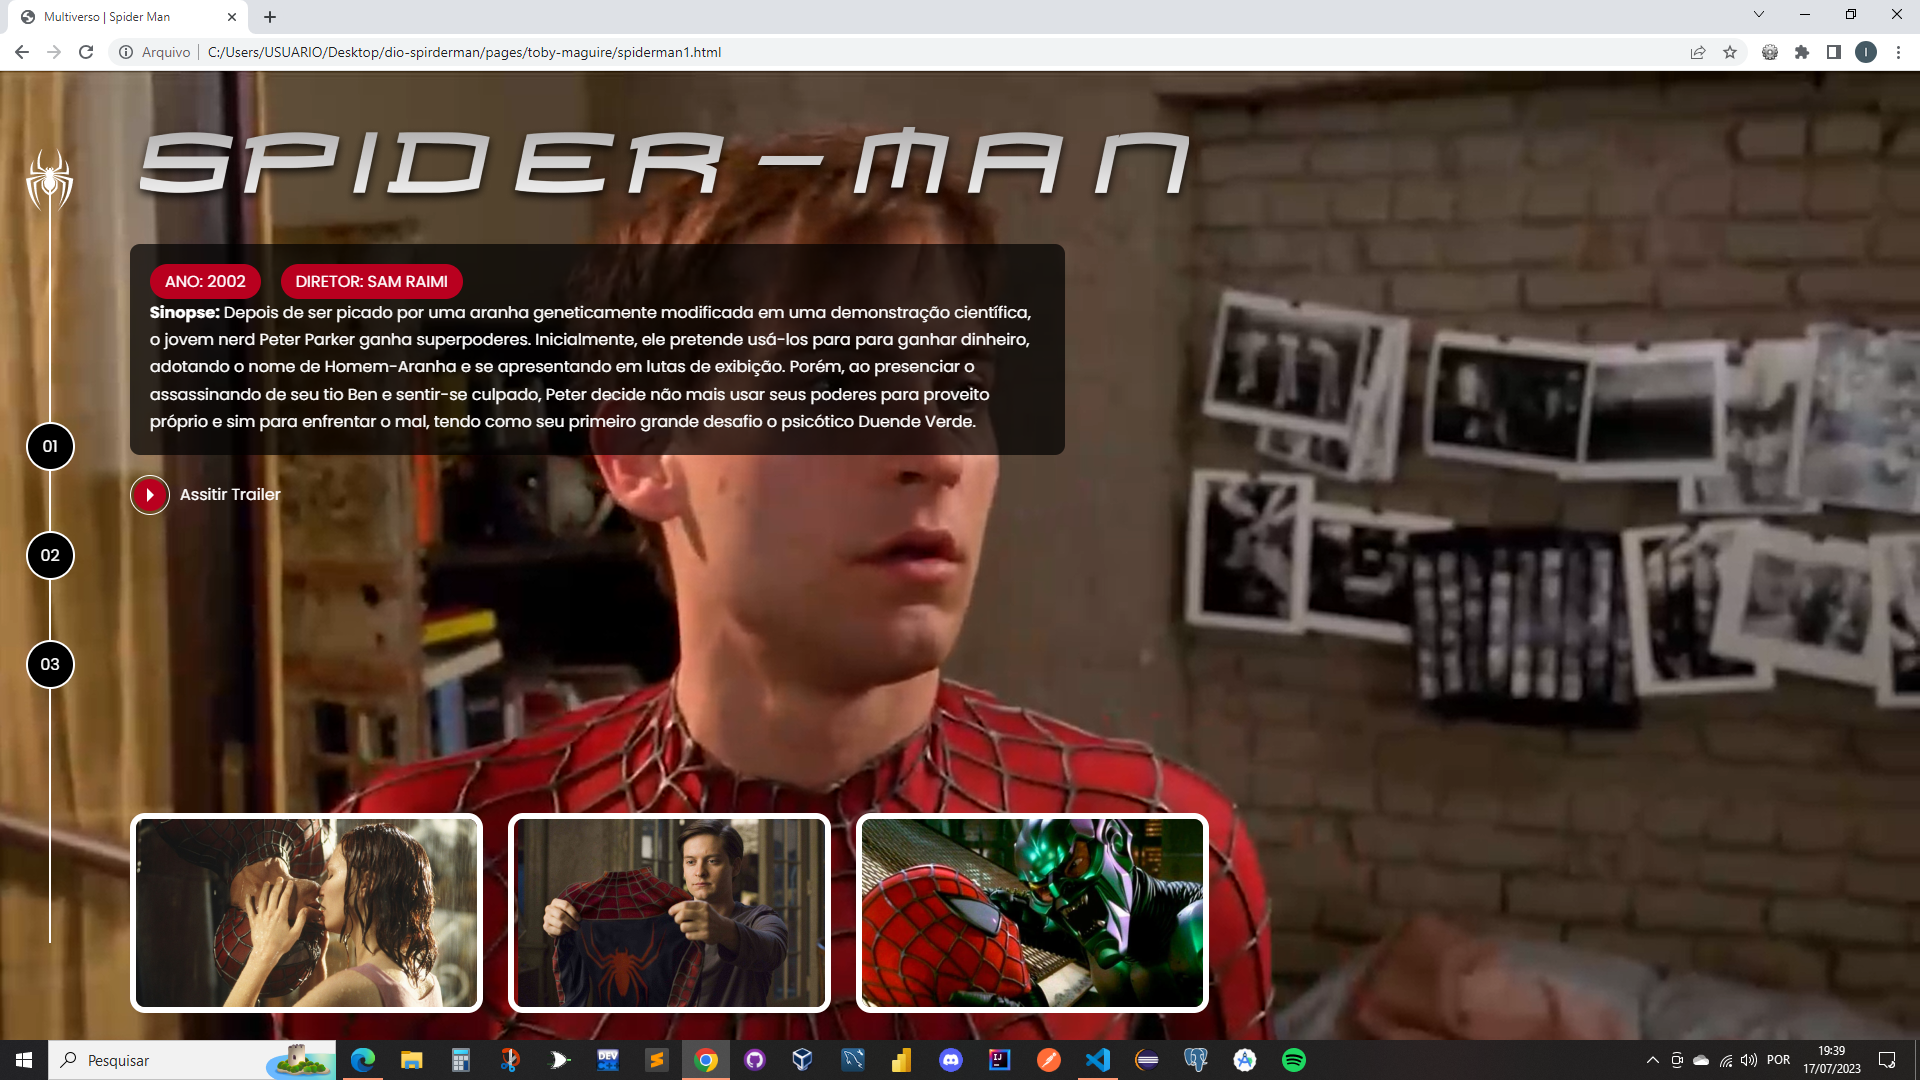 Multiverso | Spider Man
Arquivo
C:/Users/USUARIO/Desktop/dio-spirderman/pages/toby-maguire/spiderman1.html
I
SPIDER-MAN
ANO: 2002
DIRETOR: SAM RAIMI
Sinopse: Depois de ser picado por uma aranha geneticamente modificada em uma demonstração científica,
o jovem nerd Peter Parker ganha superpoderes. Inicialmente, ele pretende usá-los para para ganhar dinheiro,
adotando o nome de Homem-Aranha e se apresentando em lutas de exibição. Porém, ao presenciar o
assassinando de seu tio Ben e sentir-se culpado, Peter decide não mais usar seus poderes para proveito
próprio e sim para enfrentar o mal, tendo como seu primeiro grande desafio o psicótico Duende Verde.
01
Assitir Trailer
02
03
Pesquisar
DEV
IJ
POR
19:39
17/07/2023